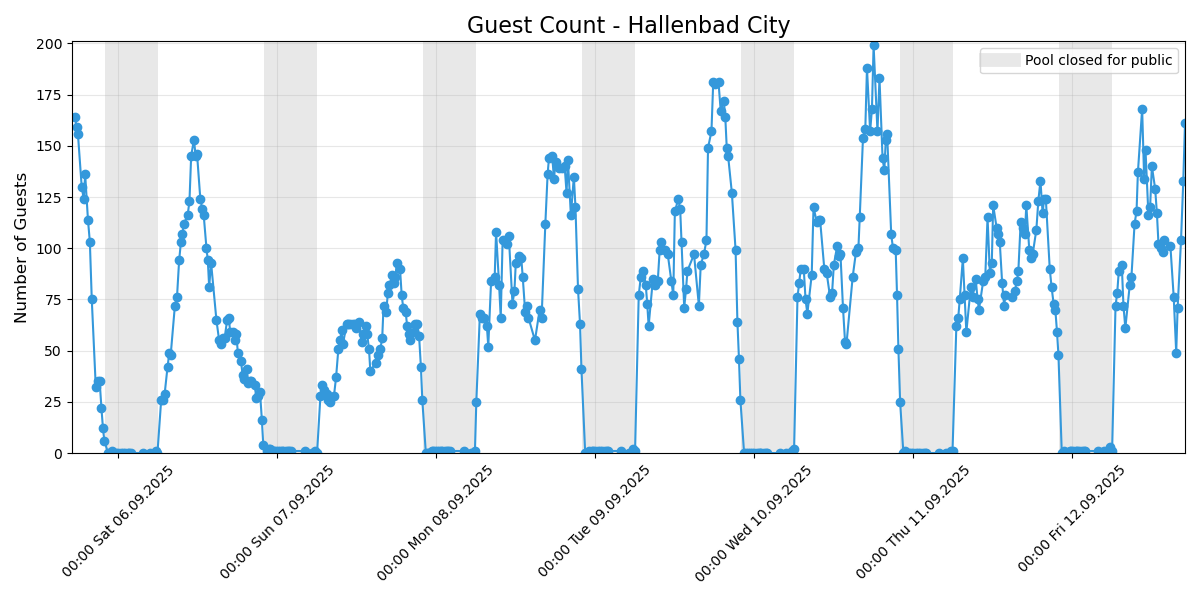 Guest Count - Hallenbad City
Number of Guests
200
175
150
125
100
75
50
25
0
Pool closed for public
00:00 Sat 06.09.2025
00:00 Sun 07.09.2025
00:00 Mon 08.09.2025
00:00 Tue 09.09.2025
00:00 Wed 10.09.2025
00:00 Thu 11.09.2025
00:00 Fri 12.09.2025